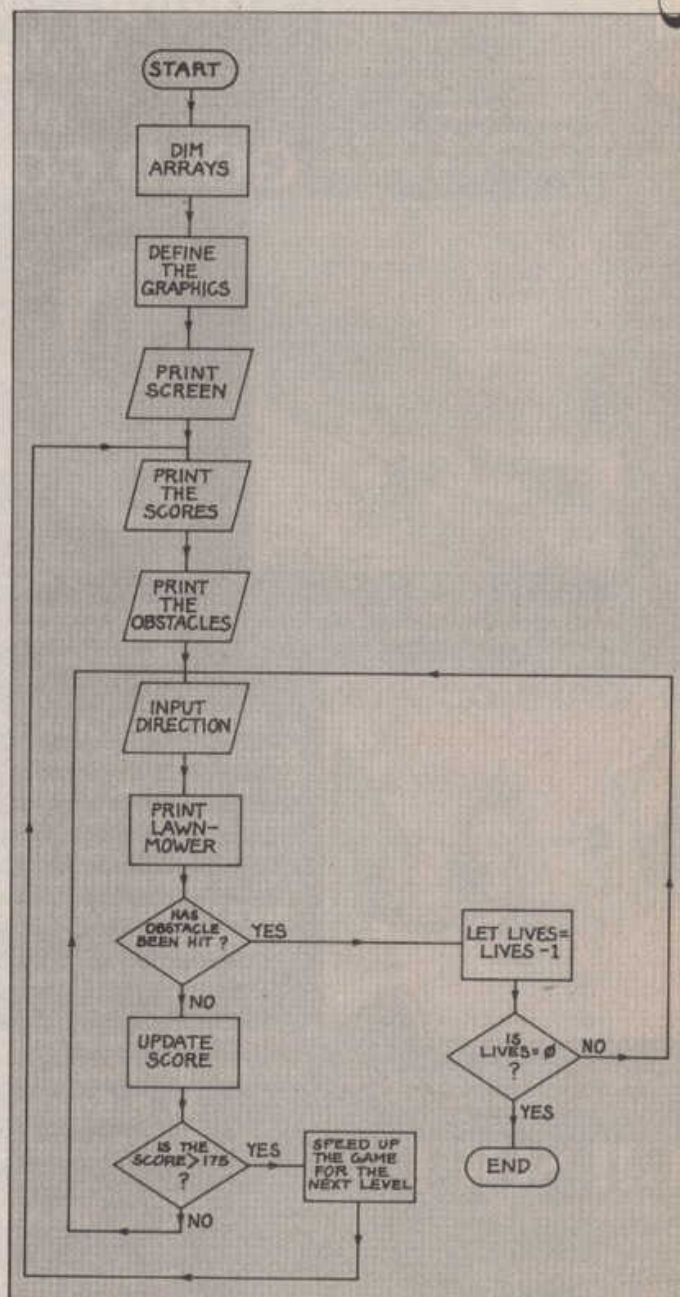 START
DIM
ARRAYS
DEFINE
THE
GRAPHICS
PRINT
SCREEN
PRINT
THE
SCORES
PRINT
THE
OBSTACLES
INPUT
DIRECTION
PRINT
LAWN-
MOWER
HAS
OBSTACLE
BEEN HIT ?
YES
NO
LET LIVES=
LIVES -1
IS
LIVES= Ø
?
NO
YES
END
UPDATE
SCORE
IS THE
SCORE>175
?
YES
NO
SPEED UP
THE GAME
FOR THE
NEXT LEVEL